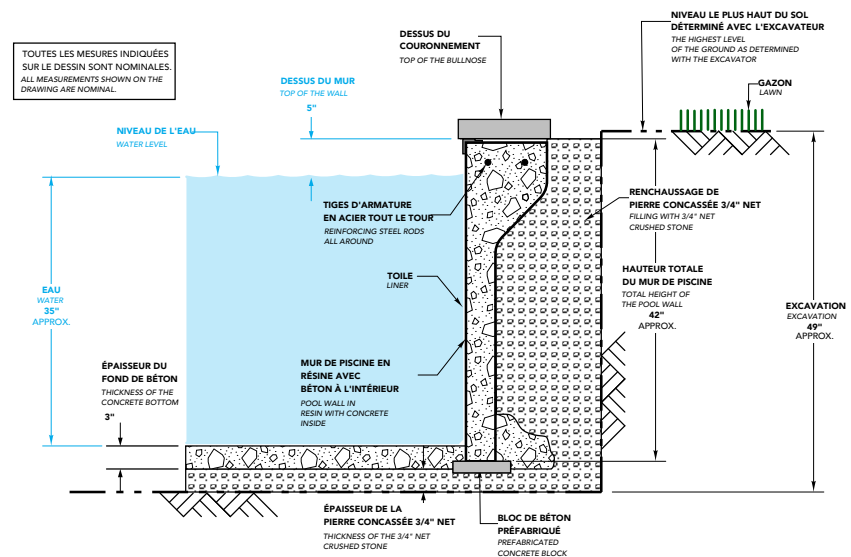 TOUTES LES MESURES INDIQUÉES
SUR LE DESSIN SONT NOMINALES.
ALL MEASUREMENTS SHOWN ON THE
DRAWING ARE NOMINAL.
DESSUS DU
COURONNEMENT
TOP OF THE BULLNOSE
NIVEAU LE PLUS HAUT DU SOL
DÉTERMINÉ AVEC L'EXCAVATEUR
THE HIGHEST LEVEL
OF THE GROUND AS DETERMINED
WITH THE EXCAVATOR
GAZON
LAWN
DESSUS DU MUR
TOP OF THE WALL
5"
NIVEAU DE L'EAU
WATER LEVEL
TIGES D'ARMATURE
EN ACIER TOUT LE TOUR
REINFORCING STEEL RODS
ALL AROUND
RENCHAUSSAGE DE
PIERRE CONCASSÉE 3/4" NET
FILLING WITH 3/4" NET
CRUSHED STONE
TOILE
LINER
HAUTEUR TOTALE
DU MUR DE PISCINE
TOTAL HEIGHT OF
THE POOL WALL
42"
APPROX.
EAU
WATER
35"
APPROX.
EXCAVATION
EXCAVATION
49"
APPROX.
ÉPAISSEUR DU
FOND DE BÉTON
THICKNESS OF THE
CONCRETE BOTTOM
3"
MUR DE PISCINE EN
RÉSINE AVEC
BÉTON À L'INTÉRIEUR
POOL WALL IN
RESIN WITH CONCRETE
INSIDE
ÉPAISSEUR DE LA
PIERRE CONCASSÉE 3/4" NET
THICKNESS OF THE 3/4" NET
CRUSHED STONE
BLOC DE BÉTON
PRÉFABRIQUÉ
PREFABRICATED
CONCRETE BLOCK